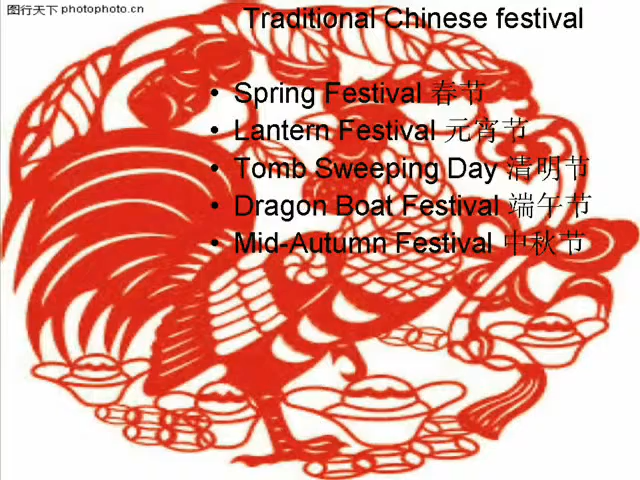 图行天下 photophoto.cn
Traditional Chinese festival
• Spring Festival 春节
• Lantern Festival 元宵节
• Tomb Sweeping Day 清明节
• Dragon Boat Festival 端午节
• Mid-Autumn Festival 中秋节